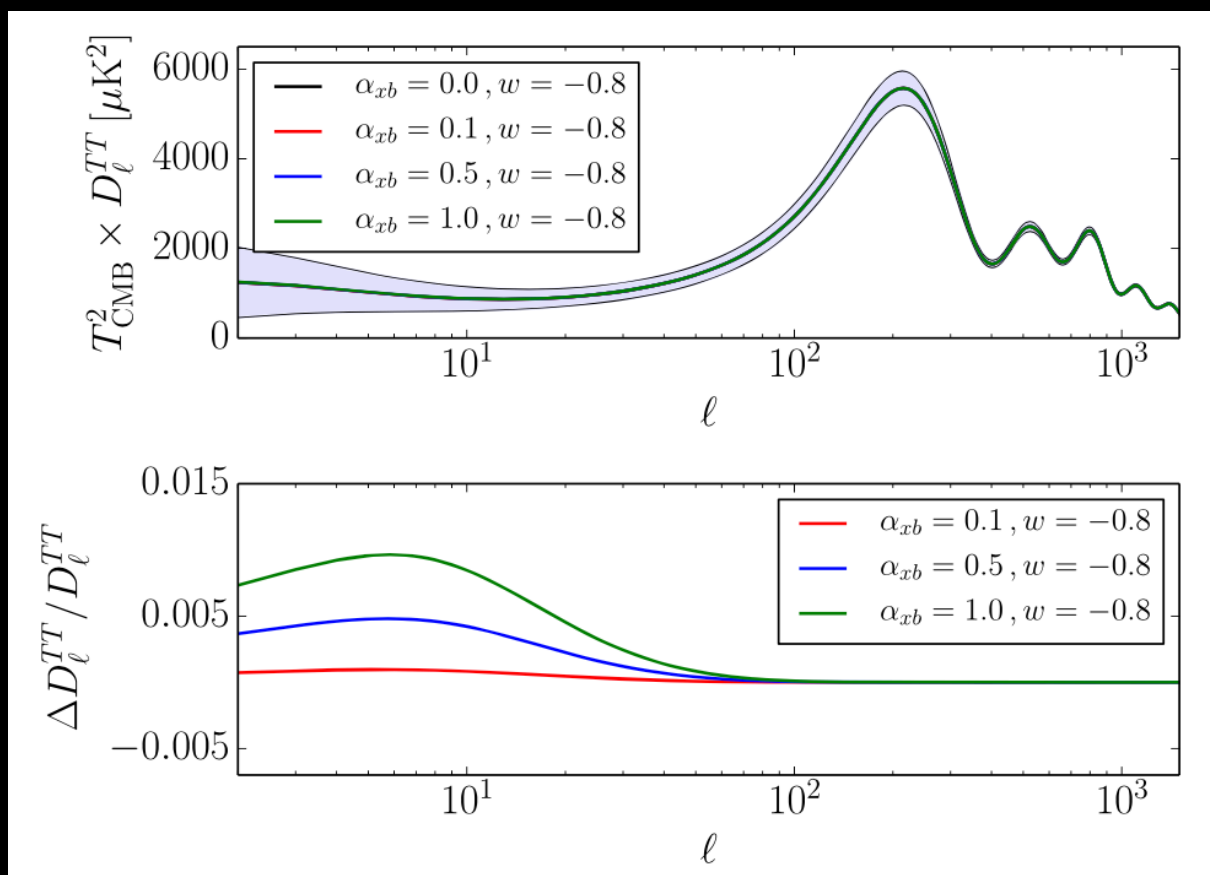 T²_CMB × D_ℓ^TT [μK²]
6000
4000
2000
0
α_xb = 0.0 , w = −0.8
α_xb = 0.1 , w = −0.8
α_xb = 0.5 , w = −0.8
α_xb = 1.0 , w = −0.8
10¹ 10² 10³
ℓ
ΔD_ℓ^TT / D_ℓ^TT
0.015
0.005
−0.005
α_xb = 0.1 , w = −0.8
α_xb = 0.5 , w = −0.8
α_xb = 1.0 , w = −0.8
10¹ 10² 10³
ℓ